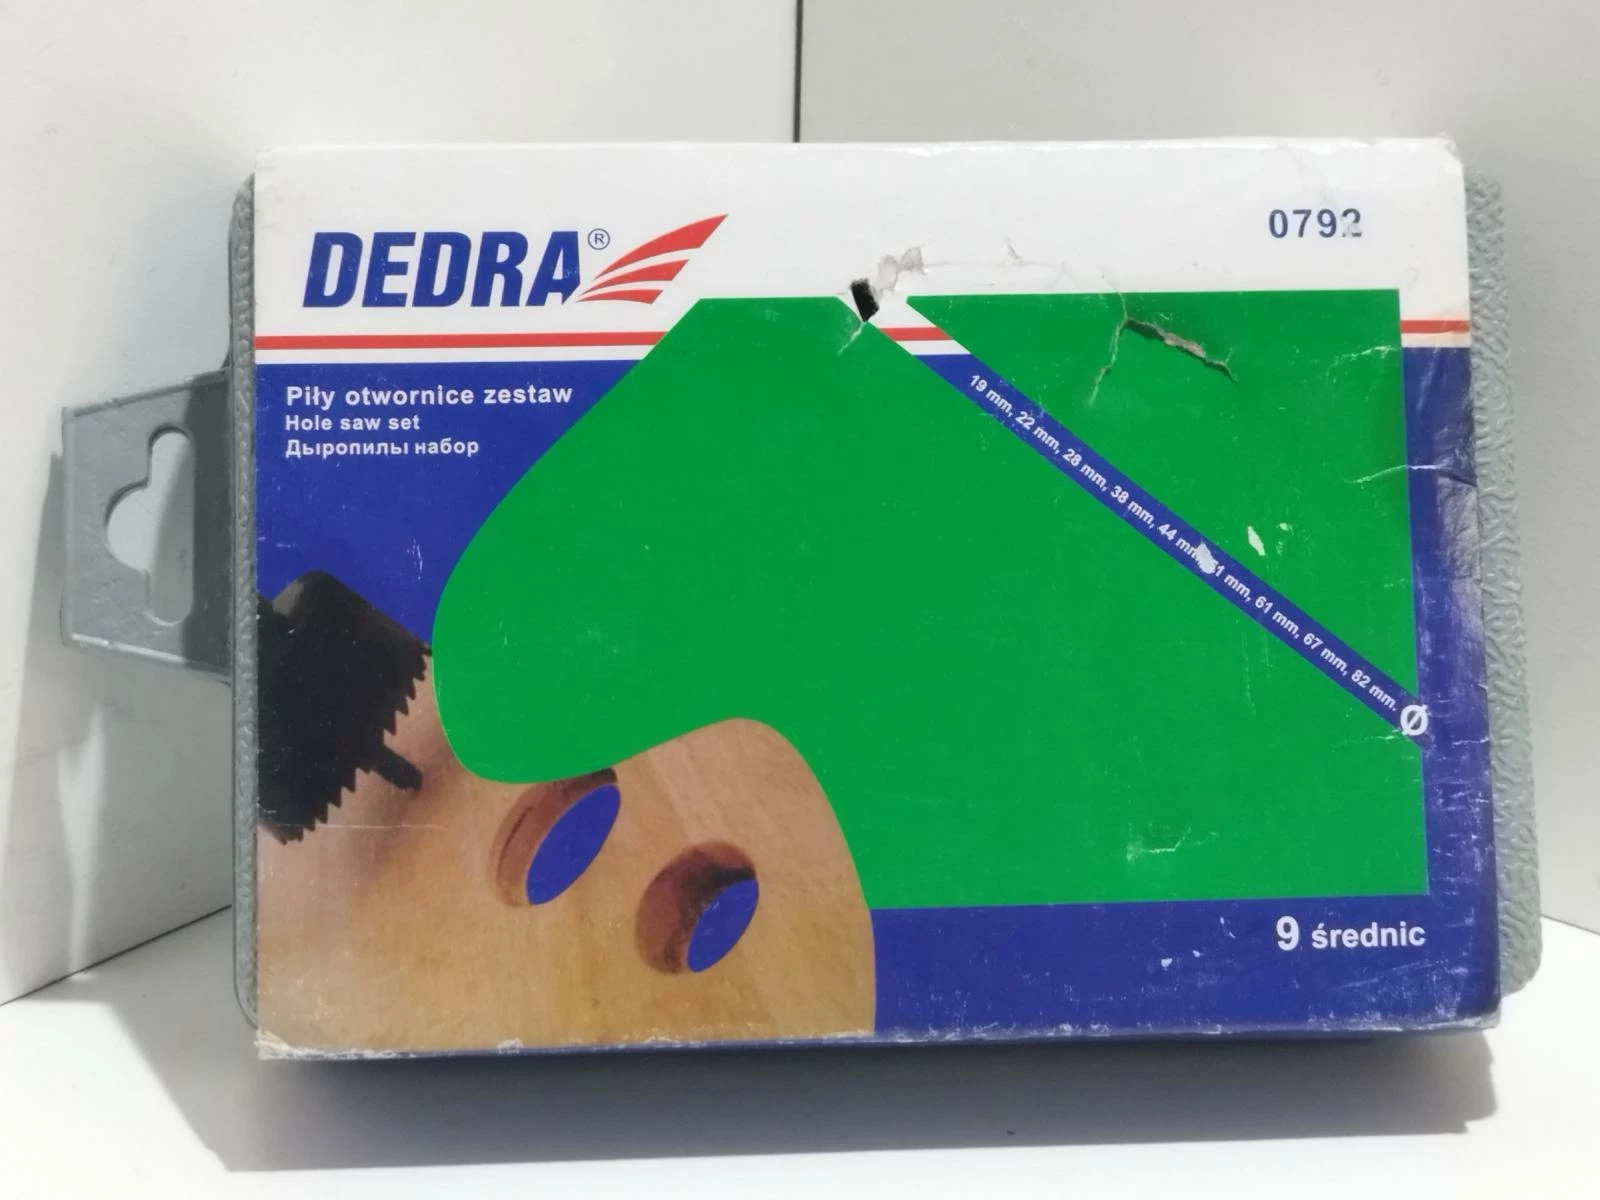 DEDRA®
0792
Piły otwornice zestaw
Hole saw set
Дыропилы набор
19 mm, 22 mm, 28 mm, 38 mm, 44 mm, 51 mm, 61 mm, 67 mm, 82 mm.
Ø
9 średnic